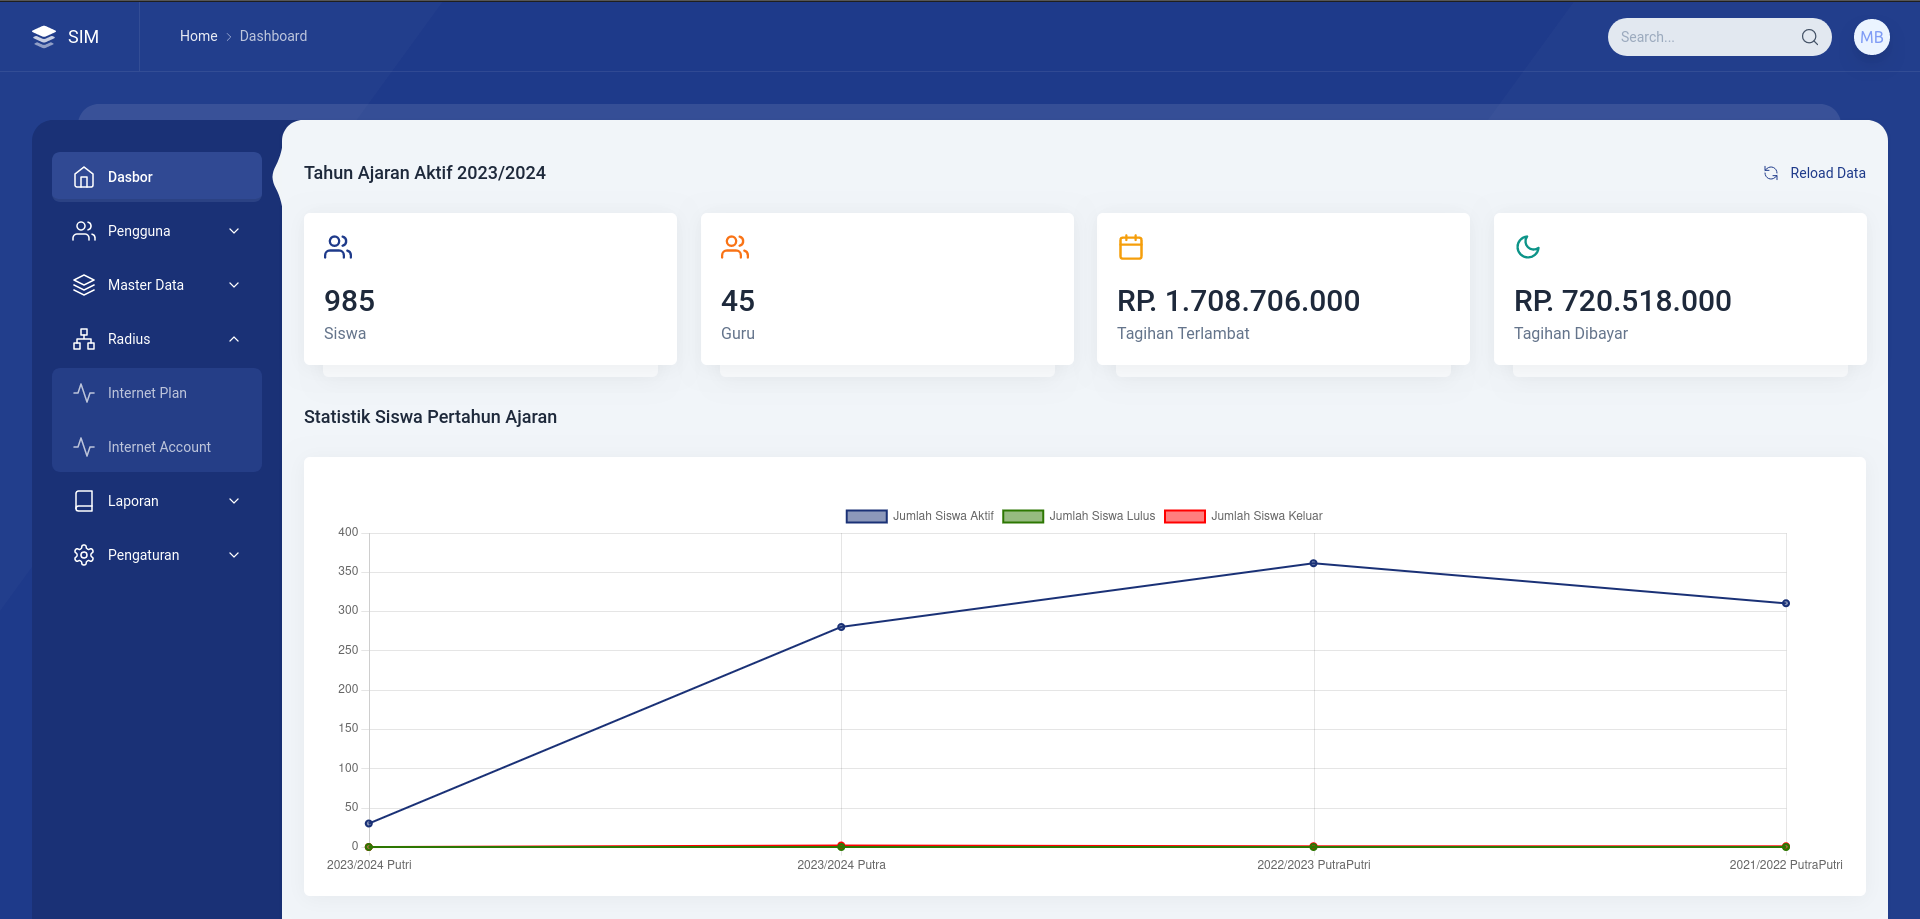 SIM
Home
Dashboard
Search...
MB
Dasbor
Pengguna
Master Data
Radius
Internet Plan
Internet Account
Laporan
Pengaturan
Tahun Ajaran Aktif 2023/2024
Reload Data
985
Siswa
45
Guru
RP. 1.708.706.000
Tagihan Terlambat
RP. 720.518.000
Tagihan Dibayar
Statistik Siswa Pertahun Ajaran
Jumlah Siswa Aktif
Jumlah Siswa Lulus
Jumlah Siswa Keluar
400
350
300
250
200
150
100
50
0
2023/2024 Putri
2023/2024 Putra
2022/2023 PutraPutri
2021/2022 PutraPutri